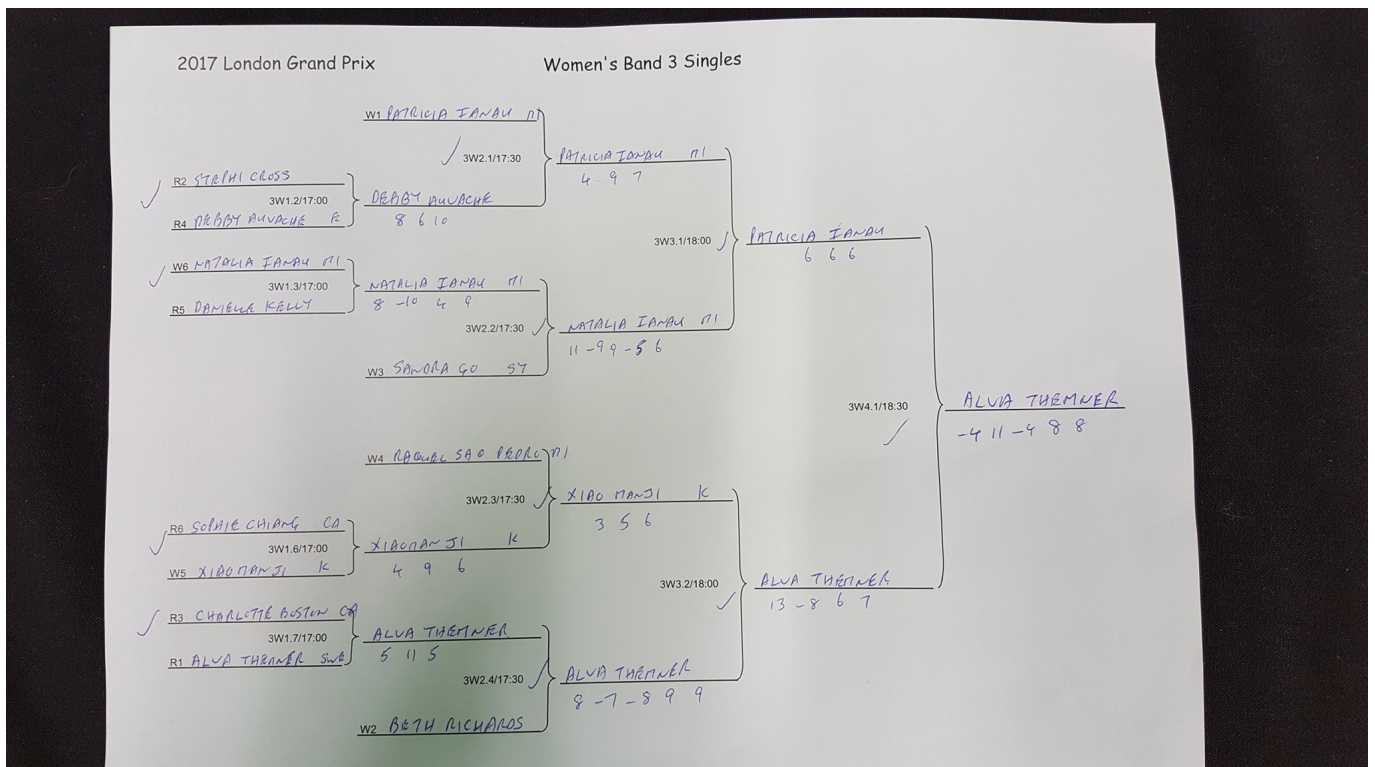 2017 London Grand Prix
Women's Band 3 Singles
W1 PATRICIA IANAU MI
3W2.1/17:30
PATRICIA IANAU MI
4 9 7
R2 STEPHI CROSS
3W1.2/17:00
DEBBY AUVACHE
8 6 10
R4 DEBBY AUVACHE
3W3.1/18:00
PATRICIA IANAU
6 6 6
W6 NATALIA IANAU MI
3W1.3/17:00
NATALIA IANAU MI
8 -10 4 9
R5 DANIELLE KELLY
3W2.2/17:30
NATALIA IANAU MI
11 -9 9 -5 6
W3 SANDRA GO SY
3W4.1/18:30
ALVA THEMNER
-4 11 -4 8 8
W4 RAQUEL SAO PEDRO MI
3W2.3/17:30
XIAO MANJI K
3 5 6
R6 SOPHIE CHIANG CA
3W1.6/17:00
XIAOMAN JI K
4 9 6
W5 XIAOMAN JI K
3W3.2/18:00
ALVA THEMNER
13 -8 6 7
R3 CHARLOTTE BOSTON CA
3W1.7/17:00
ALVA THEMNER
5 11 5
R1 ALVA THEMNER SWE
3W2.4/17:30
ALVA THEMNER
8 -7 -8 9 9
W2 BETH RICHARDS